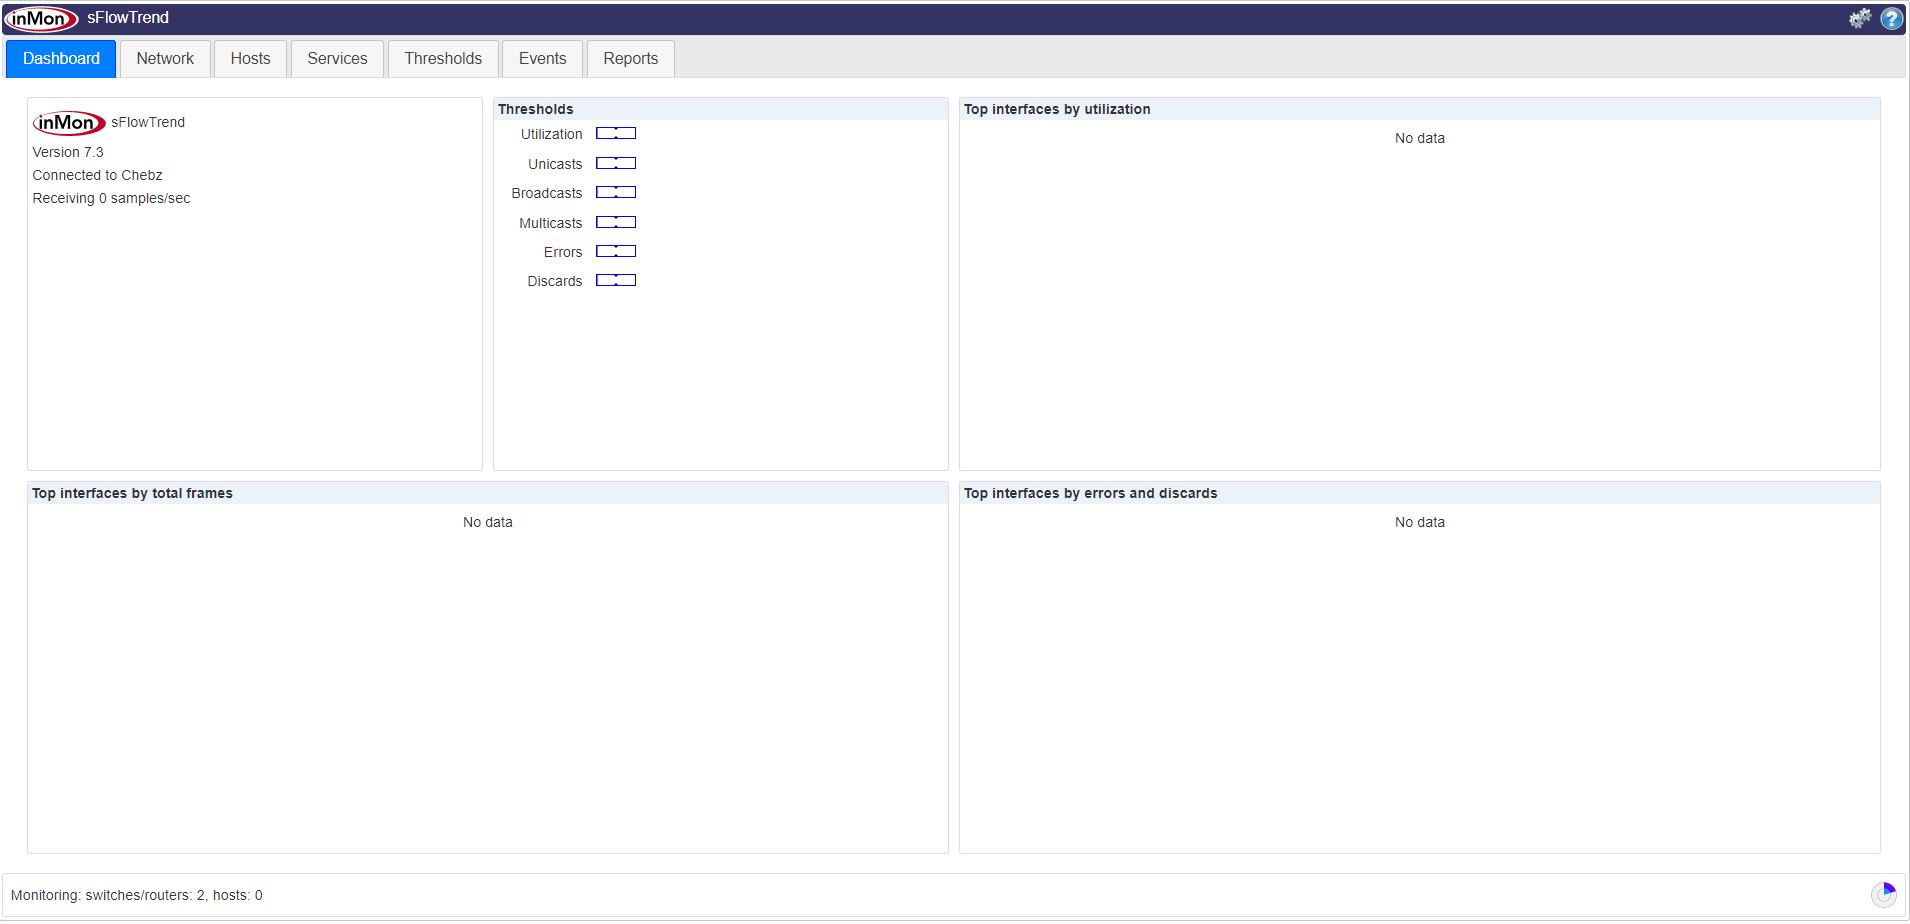 inMon sFlowTrend
Dashboard Network Hosts Services Thresholds Events Reports
inMon sFlowTrend
Version 7.3
Connected to Chebz
Receiving 0 samples/sec
Thresholds
Utilization
Unicasts
Broadcasts
Multicasts
Errors
Discards
Top interfaces by utilization
No data
Top interfaces by total frames
No data
Top interfaces by errors and discards
No data
Monitoring: switches/routers: 2, hosts: 0